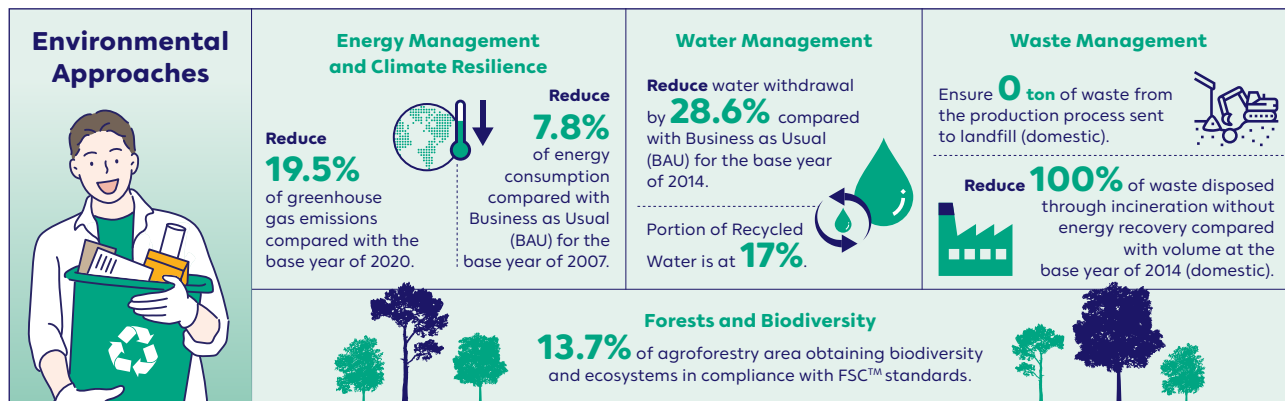 Environmental
Approaches
Energy Management
and Climate Resilience
Reduce
19.5%
of greenhouse
gas emissions
compared with the
base year of 2020.
Reduce
7.8%
of energy
consumption
compared with
Business as Usual
(BAU) for the
base year of 2007.
Water Management
Reduce water withdrawal
by 28.6% compared
with Business as Usual
(BAU) for the base year
of 2014.
Portion of Recycled
Water is at 17%.
Waste Management
Ensure 0 ton of waste from
the production process sent
to landfill (domestic).
Reduce 100% of waste disposed
through incineration without
energy recovery compared
with volume at the
base year of 2014 (domestic).
Forests and Biodiversity
13.7% of agroforestry area obtaining biodiversity
and ecosystems in compliance with FSC™ standards.